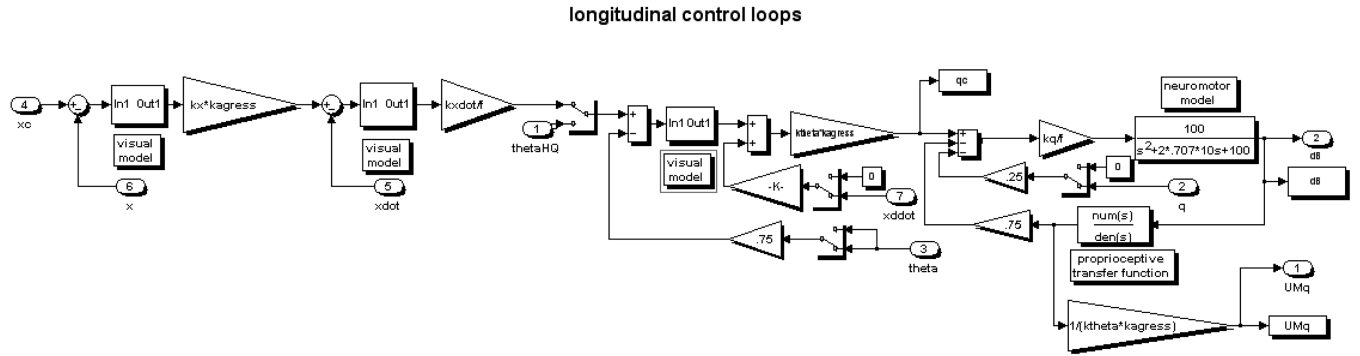 longitudinal control loops
4
xc
In1 Out1
visual
model
kx*kagress
6
x
In1 Out1
visual
model
5
xdot
kxdot/f
1
thetaHQ
In1 Out1
visual
model
-K-
0
7
xddot
.75
3
theta
ktheta*kagress
qc
kq/f
neuromotor
model
100
s^2+2*.707*10s+100
2
dB
dB
.25
0
2
q
.75
num(s)
den(s)
proprioceptive
transfer function
1/(ktheta*kagress)
1
UMq
UMq